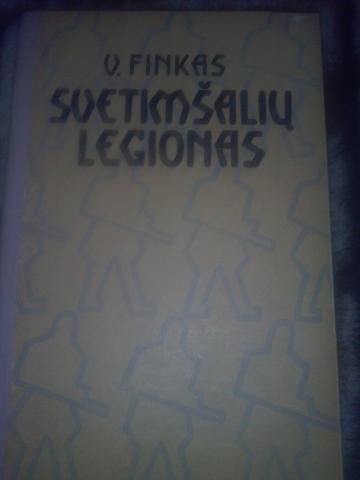 V. FINKAS
SVETIMŠALIŲ
LEGIONAS